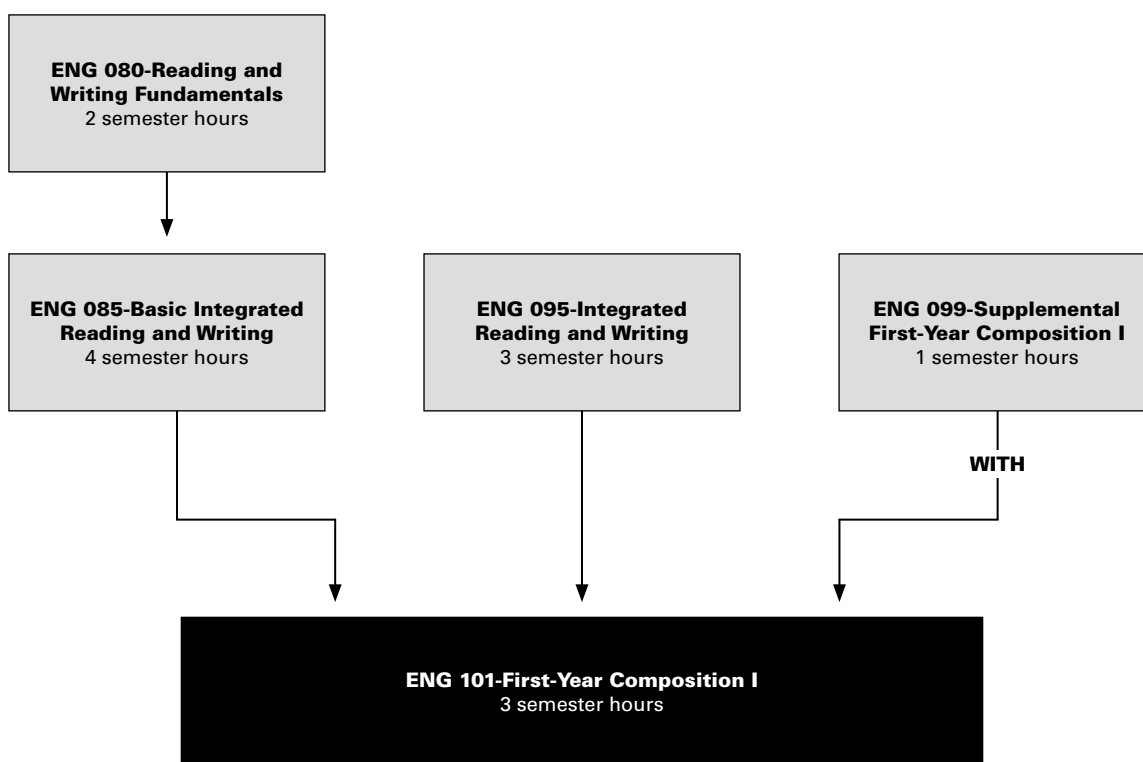 ENG 080-Reading and
Writing Fundamentals
2 semester hours
ENG 085-Basic Integrated
Reading and Writing
4 semester hours
ENG 095-Integrated
Reading and Writing
3 semester hours
ENG 099-Supplemental
First-Year Composition I
1 semester hours
WITH
ENG 101-First-Year Composition I
3 semester hours